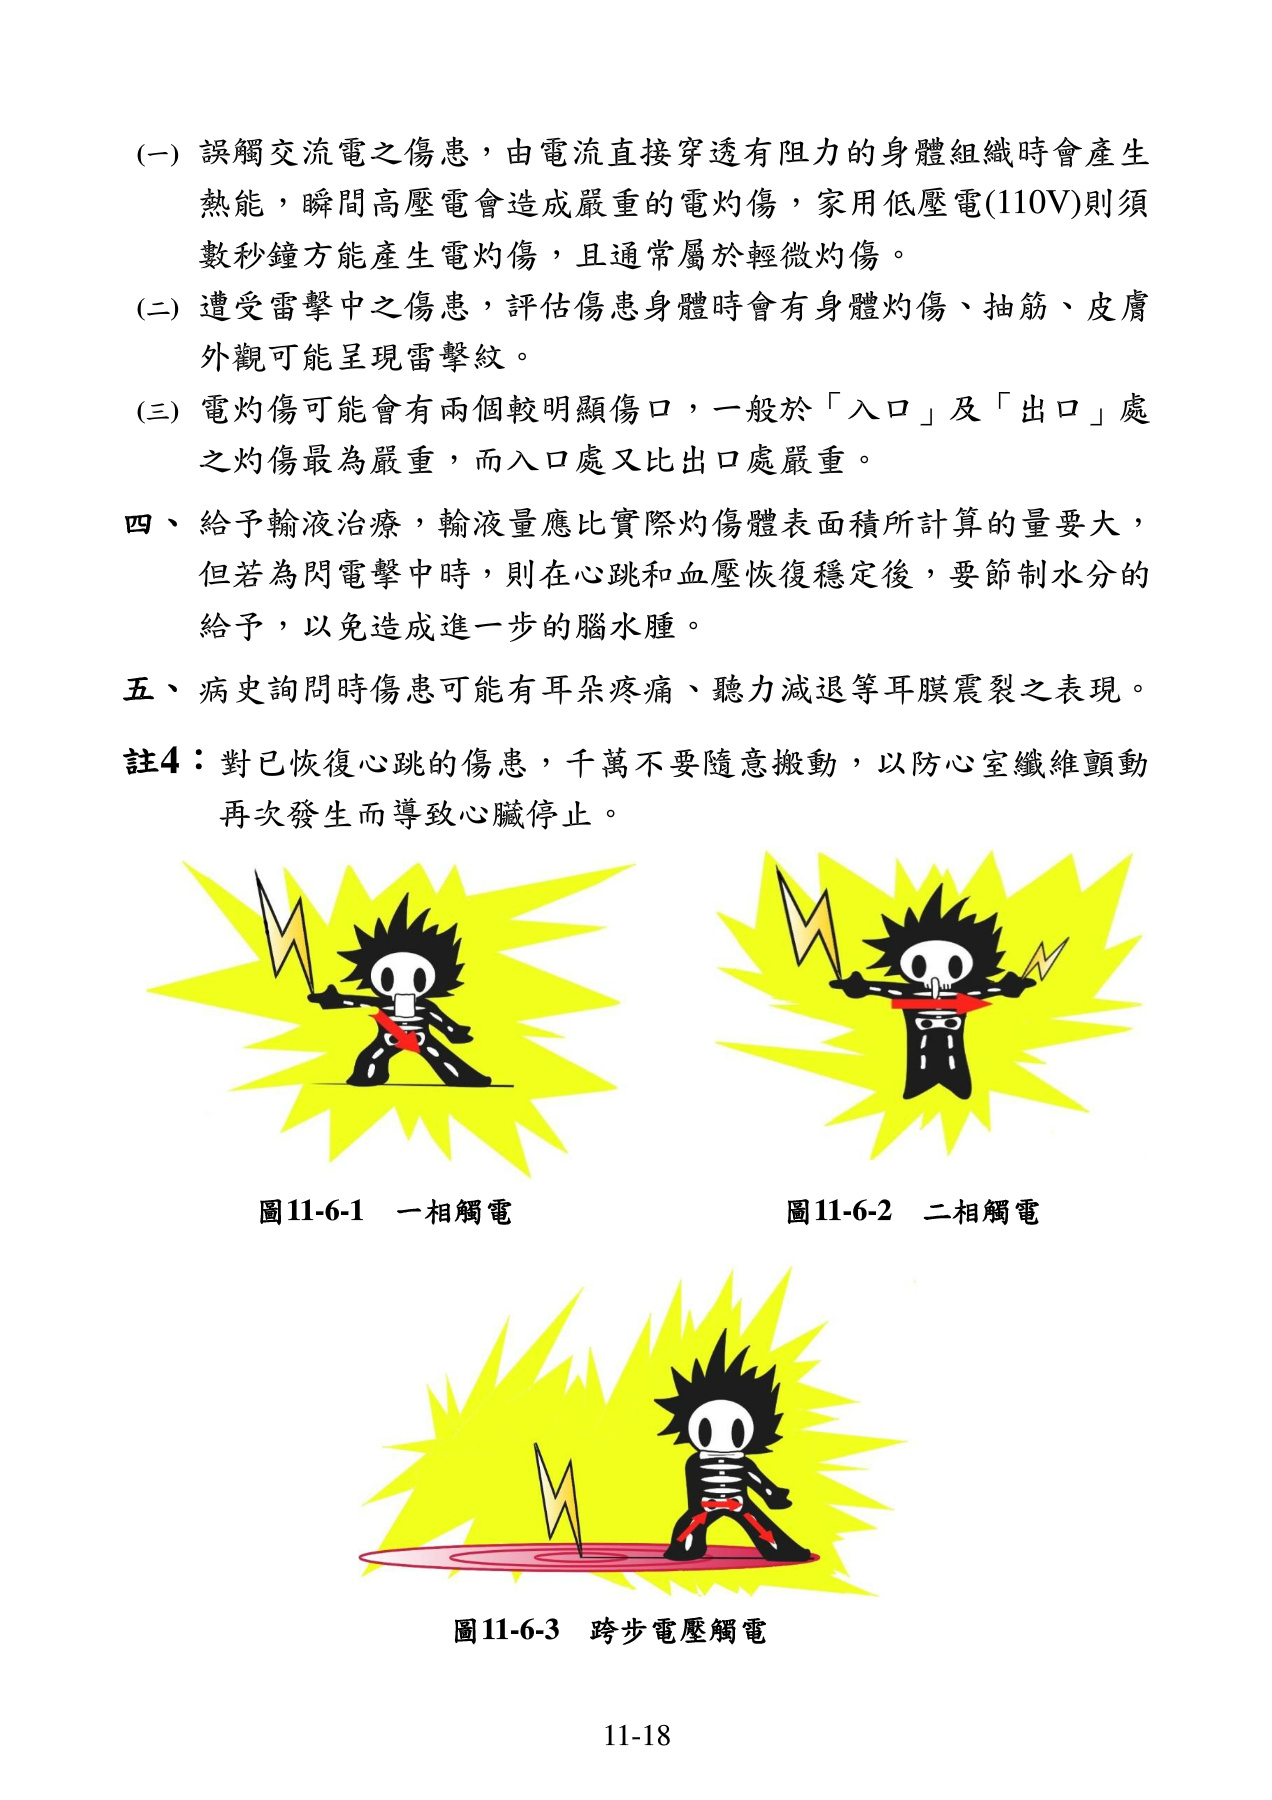 (一) 誤觸交流電之傷患，由電流直接穿透有阻力的身體組織時會產生
熱能，瞬間高壓電會造成嚴重的電灼傷，家用低壓電(110V)則須
數秒鐘方能產生電灼傷，且通常屬於輕微灼傷。
(二) 遭受雷擊中之傷患，評估傷患身體時會有身體灼傷、抽筋、皮膚
外觀可能呈現雷擊紋。
(三) 電灼傷可能會有兩個較明顯傷口，一般於「入口」及「出口」處
之灼傷最為嚴重，而入口處又比出口處嚴重。
四、 給予輸液治療，輸液量應比實際灼傷體表面積所計算的量要大，
但若為閃電擊中時，則在心跳和血壓恢復穩定後，要節制水分的
給予，以免造成進一步的腦水腫。
五、 病史詢問時傷患可能有耳朵疼痛、聽力減退等耳膜震裂之表現。
註4：對已恢復心跳的傷患，千萬不要隨意搬動，以防心室纖維顫動
再次發生而導致心臟停止。
圖11-6-1 一相觸電
圖11-6-2 二相觸電
圖11-6-3 跨步電壓觸電
11-18